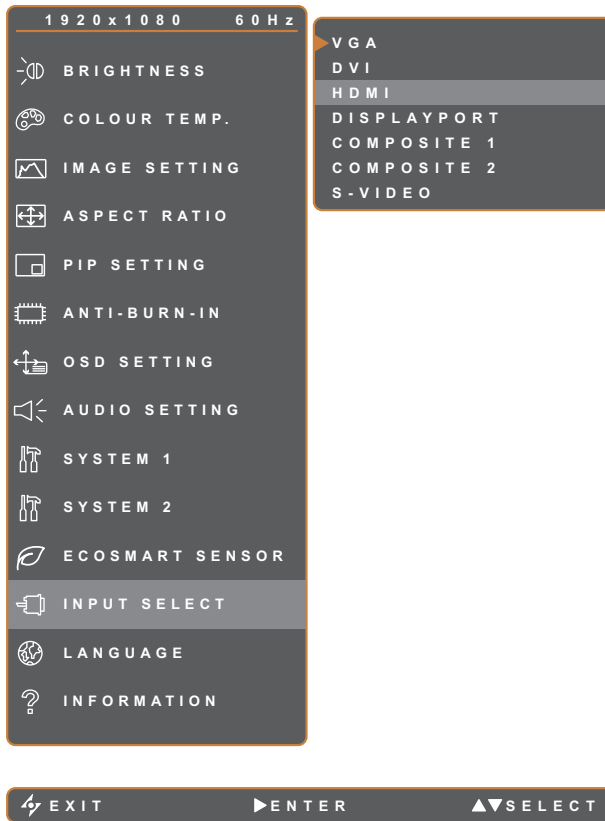 1920x1080 60Hz
BRIGHTNESS
COLOUR TEMP.
IMAGE SETTING
ASPECT RATIO
PIP SETTING
ANTI-BURN-IN
OSD SETTING
AUDIO SETTING
SYSTEM 1
SYSTEM 2
ECOSMART SENSOR
INPUT SELECT
LANGUAGE
INFORMATION
VGA
DVI
HDMI
DISPLAYPORT
COMPOSITE 1
COMPOSITE 2
S-VIDEO
EXIT ENTER SELECT